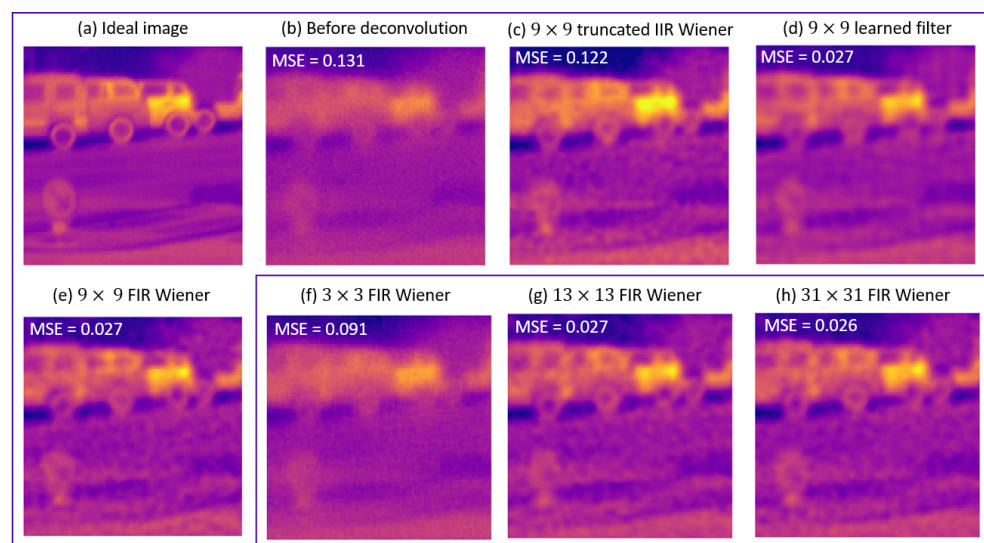 (a) Ideal image
(b) Before deconvolution
(c) 9 × 9 truncated IIR Wiener
(d) 9 × 9 learned filter
MSE = 0.131
MSE = 0.122
MSE = 0.027
(e) 9 × 9 FIR Wiener
(f) 3 × 3 FIR Wiener
(g) 13 × 13 FIR Wiener
(h) 31 × 31 FIR Wiener
MSE = 0.027
MSE = 0.091
MSE = 0.027
MSE = 0.026